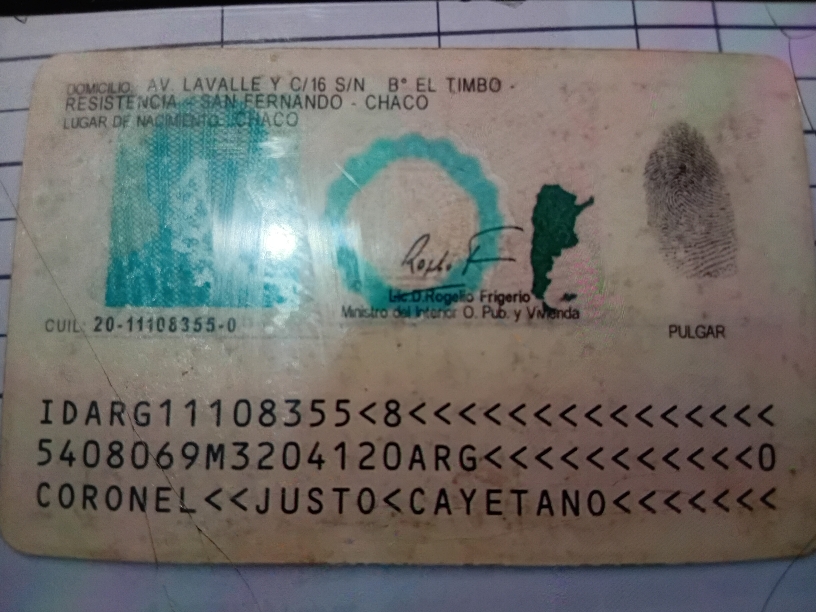 DOMICILIO: AV. LAVALLE Y C/16 S/N B° EL TIMBO -
RESISTENCIA - SAN FERNANDO - CHACO
LUGAR DE NACIMIENTO: CHACO
Lic. D. Rogelio Frigerio
Ministro del Interior O. Pub. y Vivienda
CUIL: 20-11108355-0
PULGAR
IDARG11108355<8<<<<<<<<<<<<<<<
5408069M3204120ARG<<<<<<<<<<<0
CORONEL<<JUSTO<CAYETANO<<<<<<<